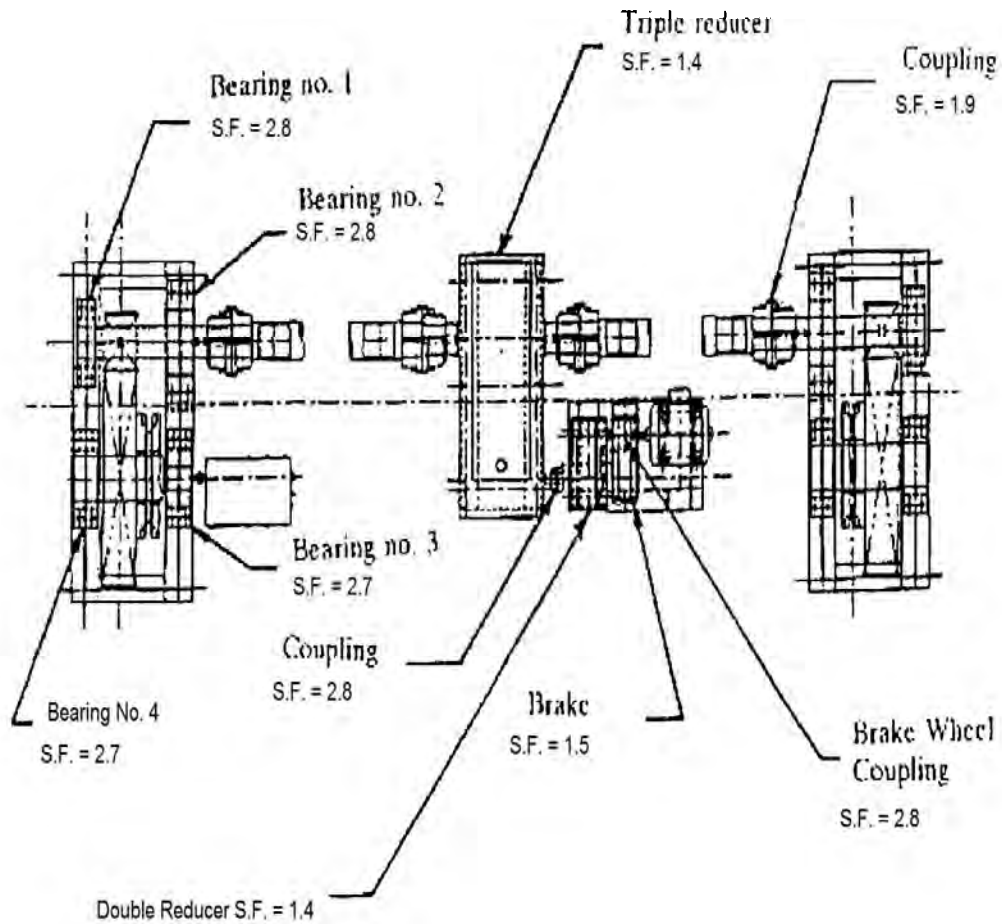 Triple reducer
S.F. = 1.4
Coupling
S.F. = 1.9
Bearing no. 1
S.F. = 2.8
Bearing no. 2
S.F. = 2.8
Bearing no. 3
S.F. = 2.7
Coupling
S.F. = 2.8
Bearing No. 4
S.F. = 2.7
Brake
S.F. = 1.5
Brake Wheel
Coupling
S.F. = 2.8
Double Reducer S.F. = 1.4